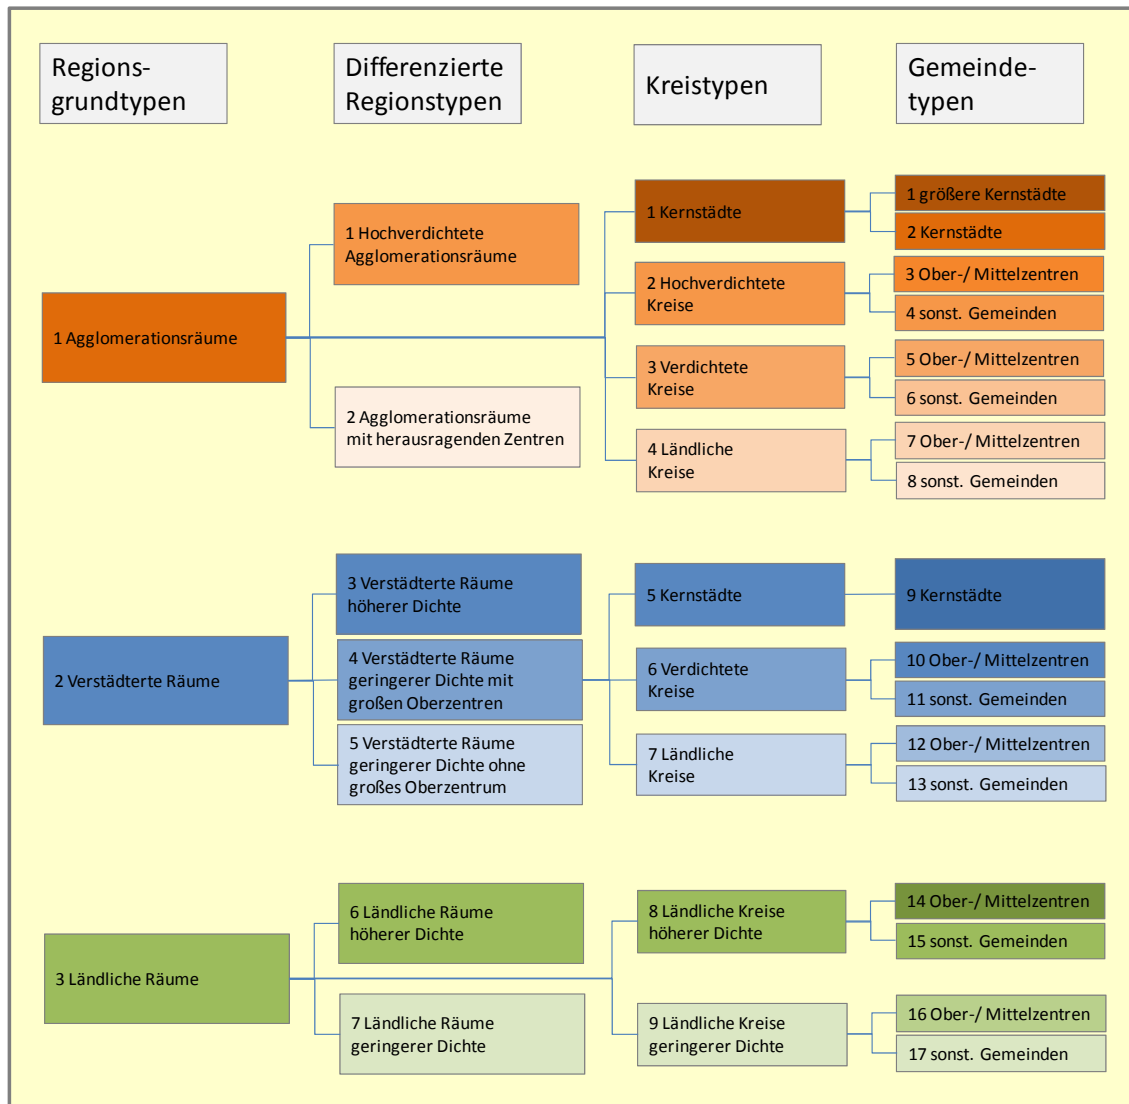 Regions-
grundtypen
Differenzierte
Regionstypen
Kreistypen
Gemeinde-
typen
1 Agglomerationsräume
1 Hochverdichtete
Agglomerationsräume
2 Agglomerationsräume
mit herausragenden Zentren
1 Kernstädte
2 Hochverdichtete
Kreise
3 Verdichtete
Kreise
4 Ländliche
Kreise
1 größere Kernstädte
2 Kernstädte
3 Ober-/ Mittelzentren
4 sonst. Gemeinden
5 Ober-/ Mittelzentren
6 sonst. Gemeinden
7 Ober-/ Mittelzentren
8 sonst. Gemeinden
2 Verstädterte Räume
3 Verstädterte Räume
höherer Dichte
4 Verstädterte Räume
geringerer Dichte mit
großen Oberzentren
5 Verstädterte Räume
geringerer Dichte ohne
großes Oberzentrum
5 Kernstädte
6 Verdichtete
Kreise
7 Ländliche
Kreise
9 Kernstädte
10 Ober-/ Mittelzentren
11 sonst. Gemeinden
12 Ober-/ Mittelzentren
13 sonst. Gemeinden
3 Ländliche Räume
6 Ländliche Räume
höherer Dichte
7 Ländliche Räume
geringerer Dichte
8 Ländliche Kreise
höherer Dichte
9 Ländliche Kreise
geringerer Dichte
14 Ober-/ Mittelzentren
15 sonst. Gemeinden
16 Ober-/ Mittelzentren
17 sonst. Gemeinden